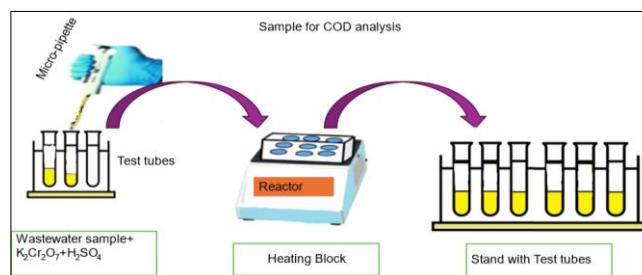 Sample for COD analysis
Micro-pipette
Test tubes
Reactor
Wastewater sample+
K₂Cr₂O₇+H₂SO₄
Heating Block
Stand with Test tubes